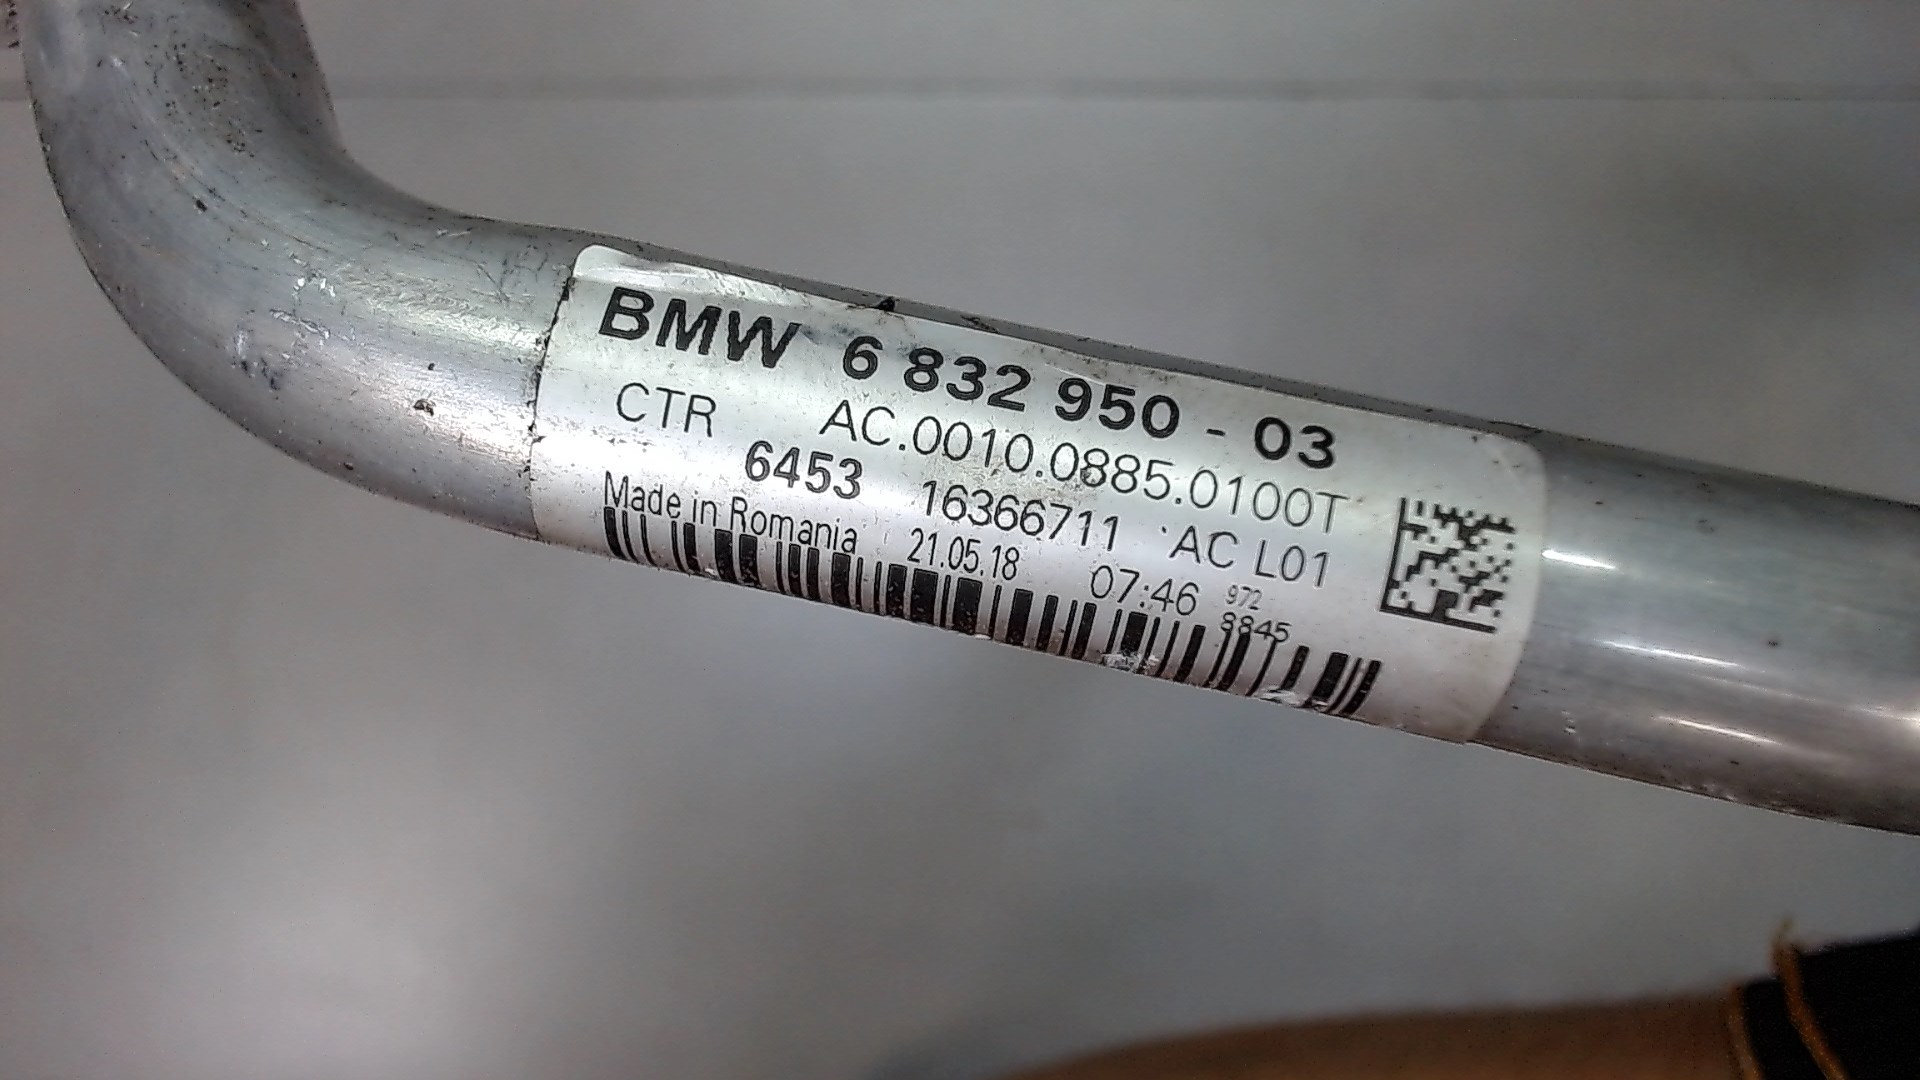 BMW 6 832 950 - 03
CTR AC.0010.0885.0100T
6453 16366711 AC L01
Made in Romania 21.05.18 07:46 972
8845